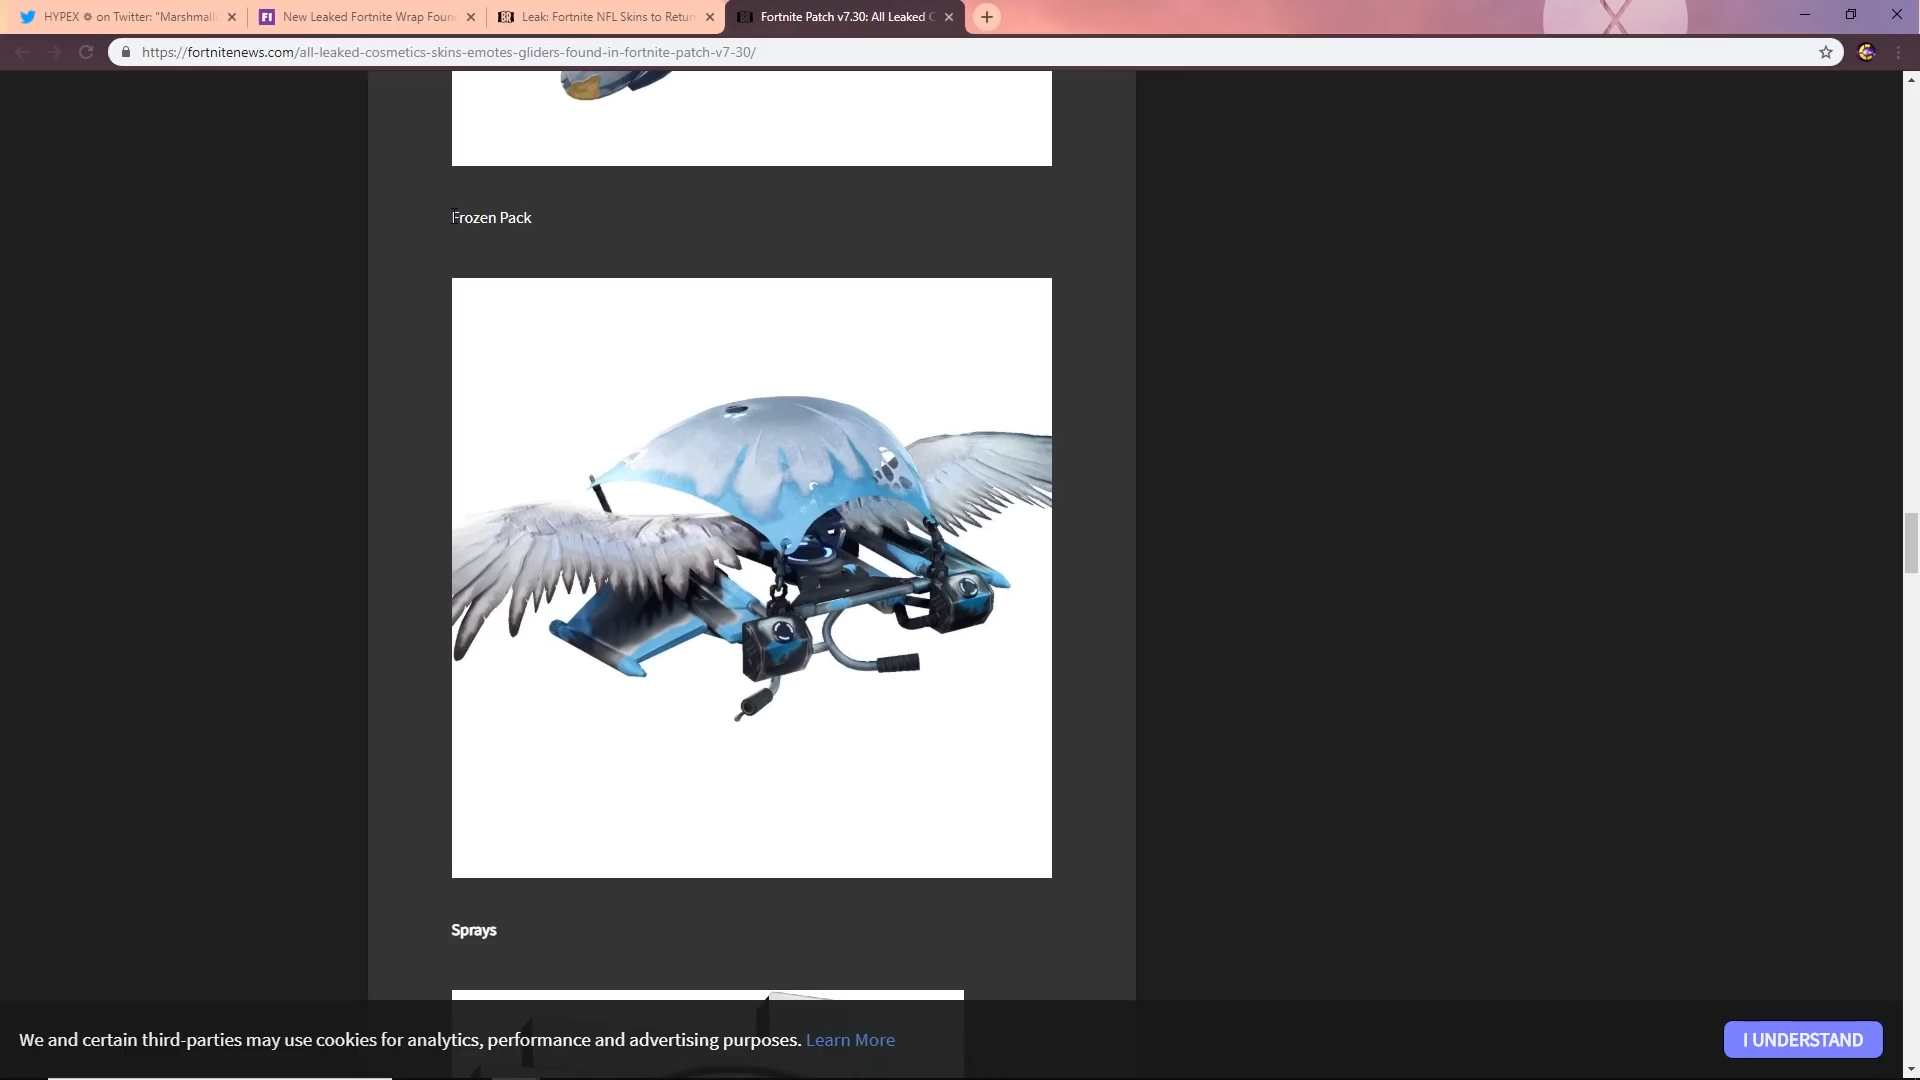 HYPEX on Twitter: "Marshmall
New Leaked Fortnite Wrap Foun
Leak: Fortnite NFL Skins to Retur
Fortnite Patch v7.30: All Leaked C
https://fortnitenews.com/all-leaked-cosmetics-skins-emotes-gliders-found-in-fortnite-patch-v7-30/
Frozen Pack
Sprays
We and certain third-parties may use cookies for analytics, performance and advertising purposes. Learn More
I UNDERSTAND